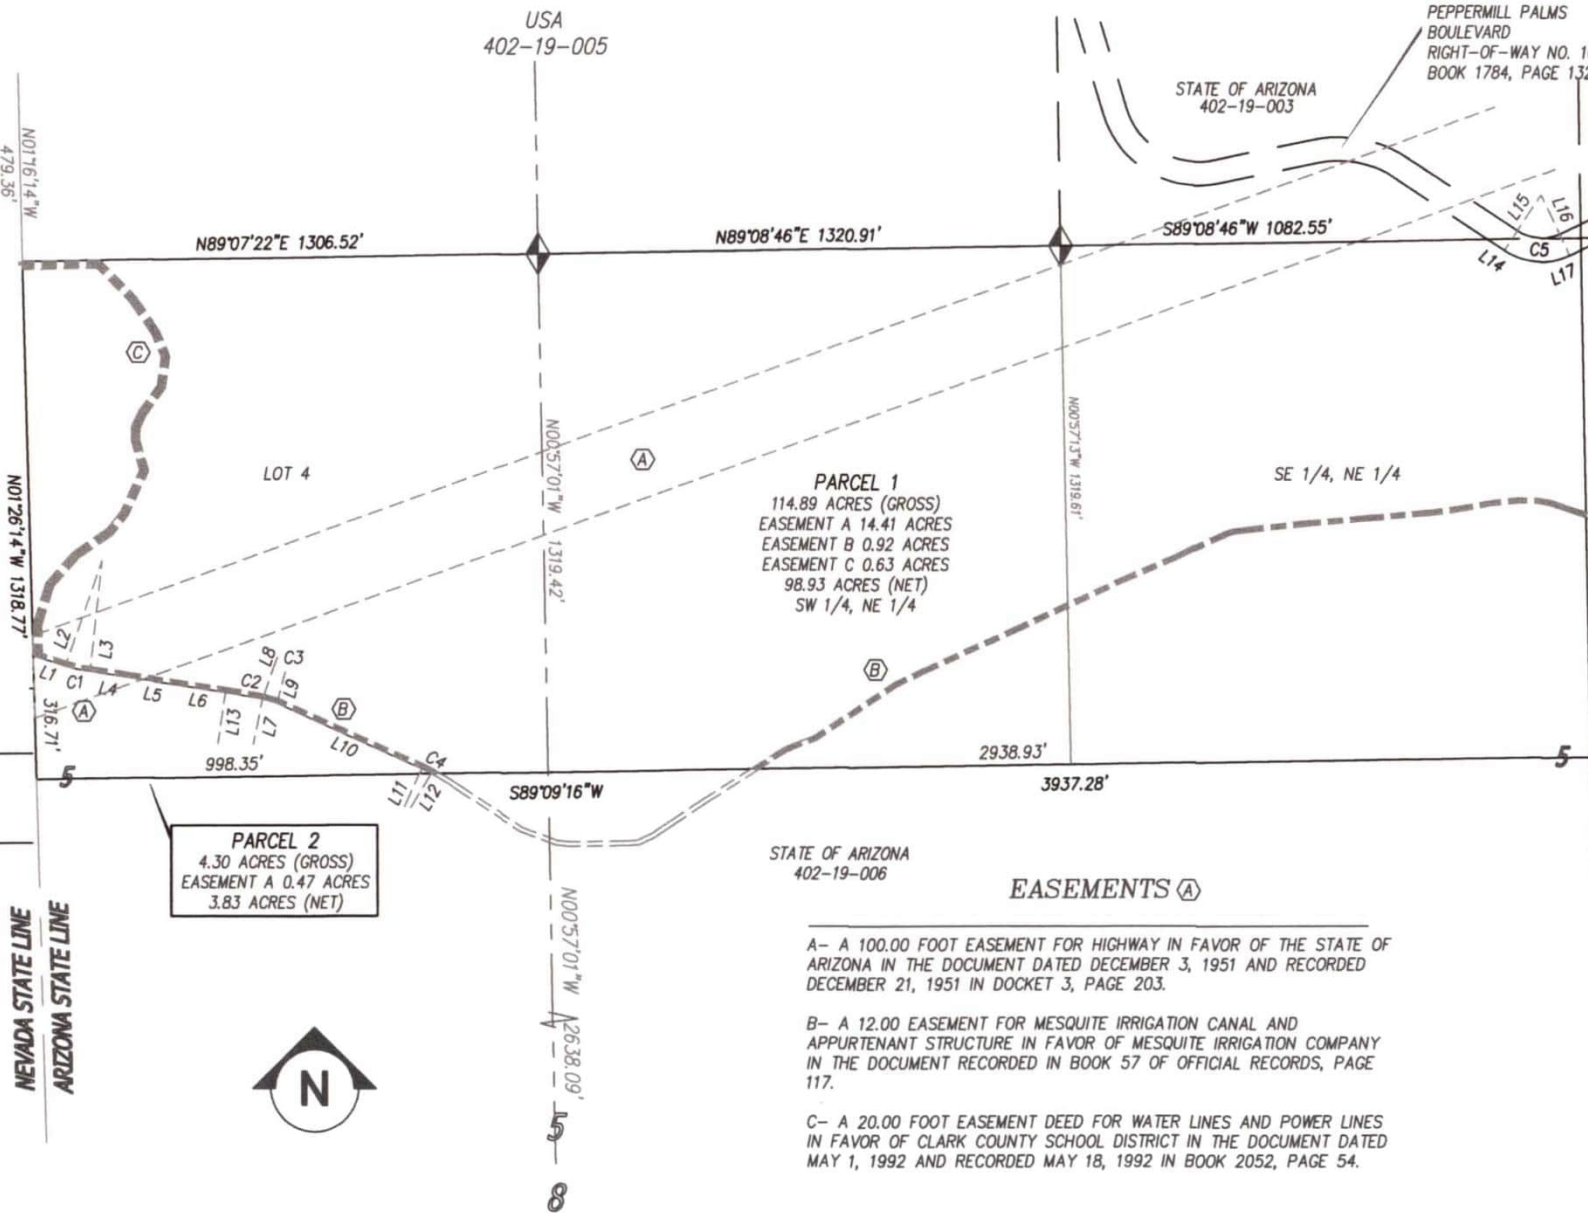 USA
402-19-005
PEPPERMILL PALMS
BOULEVARD
RIGHT-OF-WAY NO.
BOOK 1784, PAGE
STATE OF ARIZONA
402-19-003
N01°16'14"W
479.36'
N89°07'22"E 1306.52'
N89°08'46"E 1320.91'
S89°08'46"W 1082.55'
L15
L16
L14
C5
L17
C
LOT 4
A
N00°57'01"W 1319.42'
N00°57'13"W 1319.61'
PARCEL 1
114.89 ACRES (GROSS)
EASEMENT A 14.41 ACRES
EASEMENT B 0.92 ACRES
EASEMENT C 0.63 ACRES
98.93 ACRES (NET)
SW 1/4, NE 1/4
SE 1/4, NE 1/4
N01°26'14"W 1318.77'
L2
L3
L1
C1
L4
L5
L6
C2
L8
C3
L9
L13
L7
A
B
B
L10
C4
L11
L12
316.71'
998.35'
2938.93'
5
5
S89°09'16"W
3937.28'
PARCEL 2
4.30 ACRES (GROSS)
EASEMENT A 0.47 ACRES
3.83 ACRES (NET)
STATE OF ARIZONA
402-19-006
NEVADA STATE LINE
ARIZONA STATE LINE
N
N00°57'01"W 2638.09'
5
8
EASEMENTS A
A- A 100.00 FOOT EASEMENT FOR HIGHWAY IN FAVOR OF THE STATE OF
ARIZONA IN THE DOCUMENT DATED DECEMBER 3, 1951 AND RECORDED
DECEMBER 21, 1951 IN DOCKET 3, PAGE 203.
B- A 12.00 EASEMENT FOR MESQUITE IRRIGATION CANAL AND
APPURTENANT STRUCTURE IN FAVOR OF MESQUITE IRRIGATION COMPANY
IN THE DOCUMENT RECORDED IN BOOK 57 OF OFFICIAL RECORDS, PAGE
117.
C- A 20.00 FOOT EASEMENT DEED FOR WATER LINES AND POWER LINES
IN FAVOR OF CLARK COUNTY SCHOOL DISTRICT IN THE DOCUMENT DATED
MAY 1, 1992 AND RECORDED MAY 18, 1992 IN BOOK 2052, PAGE 54.